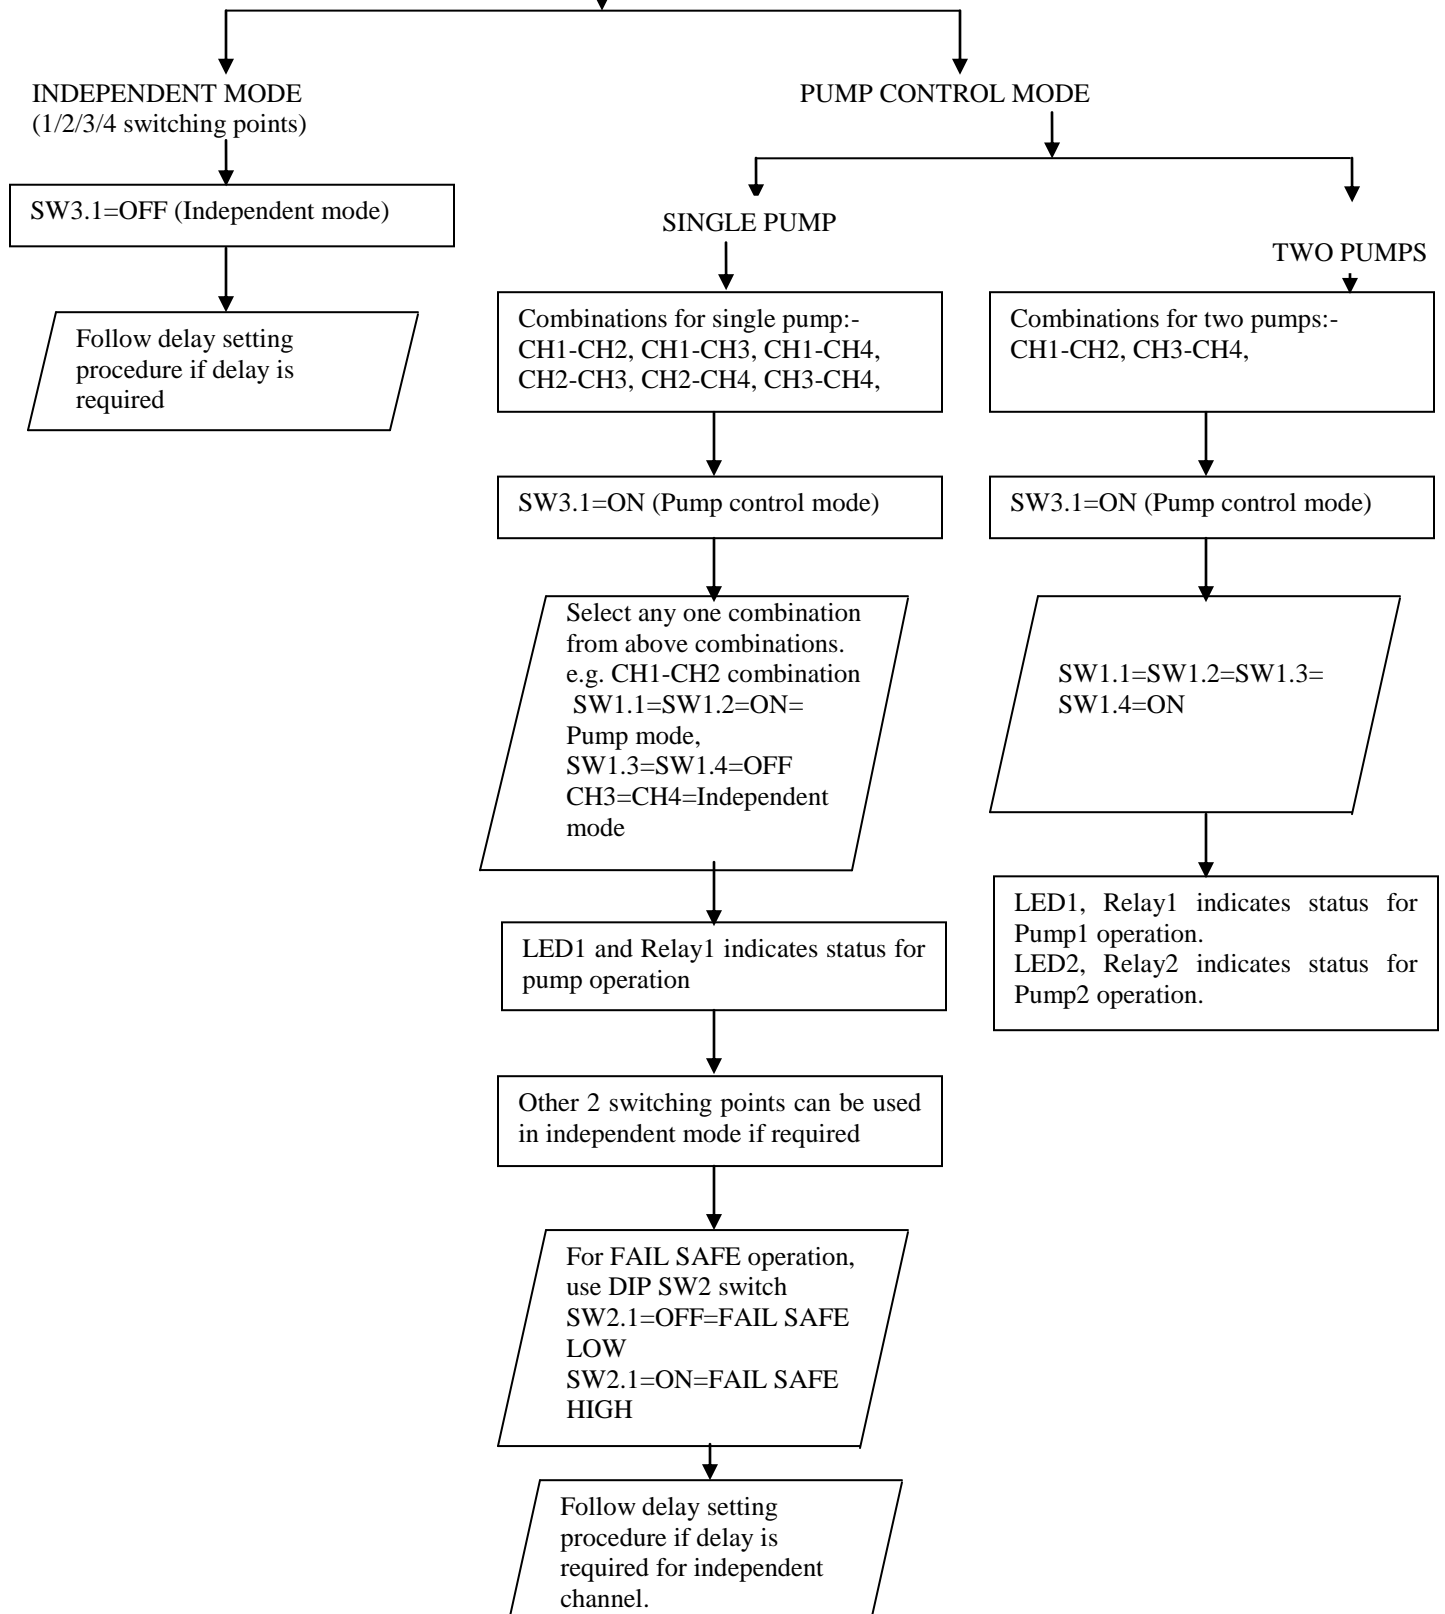 INDEPENDENT MODE
(1/2/3/4 switching points)
SW3.1=OFF (Independent mode)
Follow delay setting
procedure if delay is
required
PUMP CONTROL MODE
SINGLE PUMP
Combinations for single pump:-
CH1-CH2, CH1-CH3, CH1-CH4,
CH2-CH3, CH2-CH4, CH3-CH4,
SW3.1=ON (Pump control mode)
Select any one combination
from above combinations.
e.g. CH1-CH2 combination
SW1.1=SW1.2=ON=
Pump mode,
SW1.3=SW1.4=OFF
CH3=CH4=Independent
mode
LED1 and Relay1 indicates status for
pump operation
Other 2 switching points can be used
in independent mode if required
For FAIL SAFE operation,
use DIP SW2 switch
SW2.1=OFF=FAIL SAFE
LOW
SW2.1=ON=FAIL SAFE
HIGH
Follow delay setting
procedure if delay is
required for independent
channel.
TWO PUMPS
Combinations for two pumps:-
CH1-CH2, CH3-CH4,
SW3.1=ON (Pump control mode)
SW1.1=SW1.2=SW1.3=
SW1.4=ON
LED1, Relay1 indicates status for
Pump1 operation.
LED2, Relay2 indicates status for
Pump2 operation.